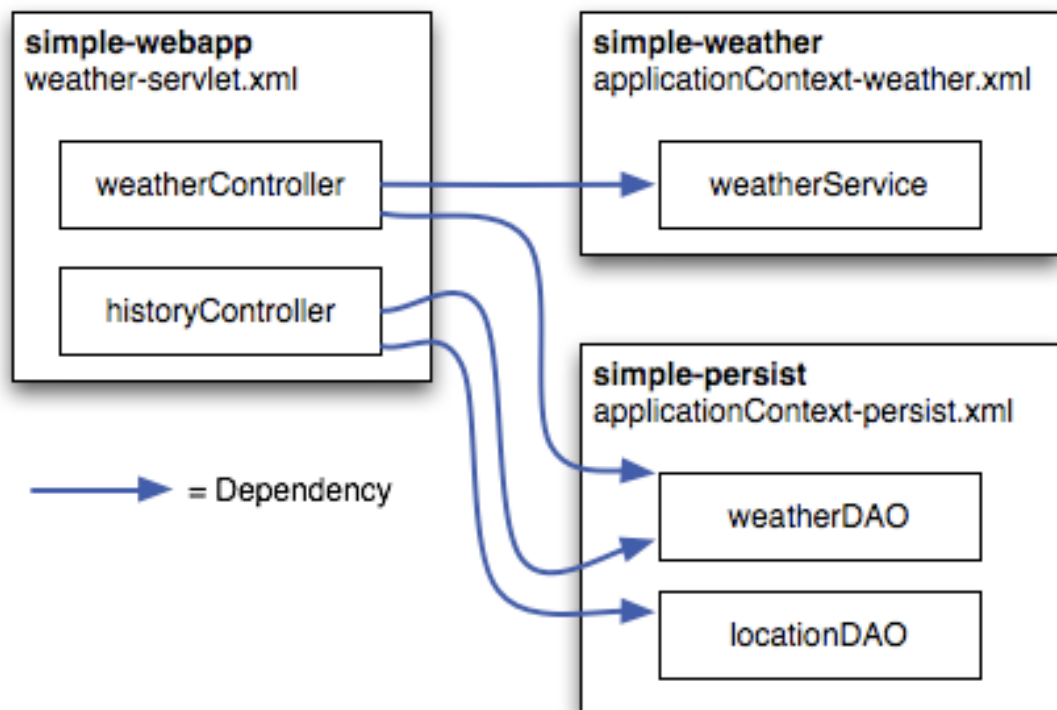 simple-webapp
weather-servlet.xml
weatherController
historyController
= Dependency
simple-weather
applicationContext-weather.xml
weatherService
simple-persist
applicationContext-persist.xml
weatherDAO
locationDAO